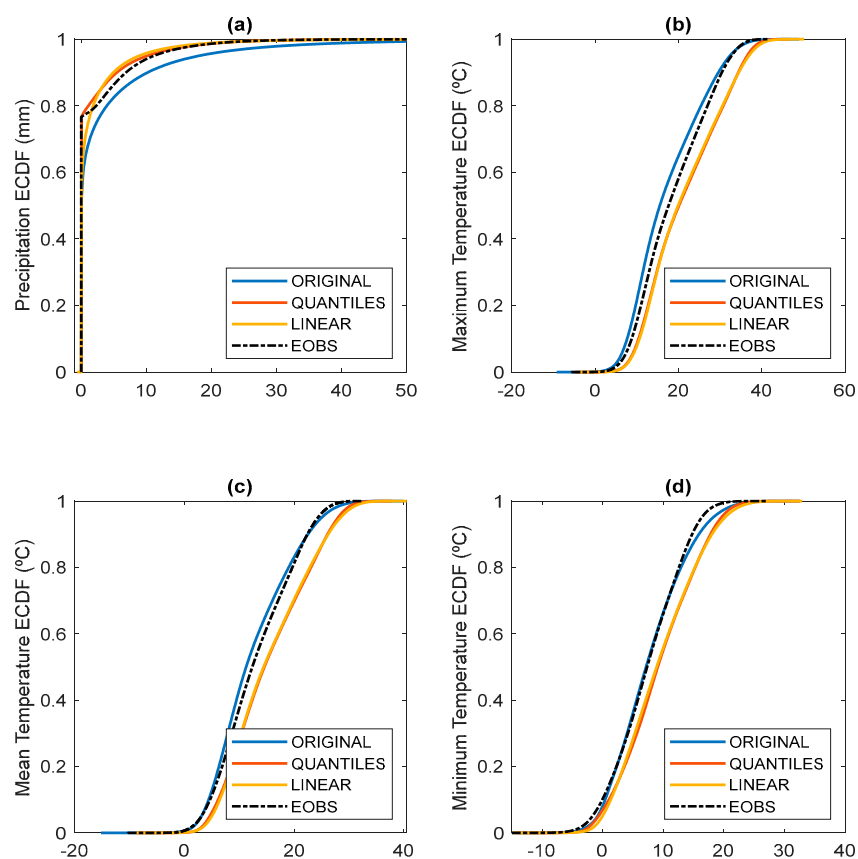 (a)
Precipitation ECDF (mm)
1
0.8
0.6
0.4
0.2
0
0 10 20 30 40 50
ORIGINAL
QUANTILES
LINEAR
EOBS
(b)
Maximum Temperature ECDF (ºC)
1
0.8
0.6
0.4
0.2
0
-20 0 20 40 60
ORIGINAL
QUANTILES
LINEAR
EOBS
(c)
Mean Temperature ECDF (ºC)
1
0.8
0.6
0.4
0.2
0
-20 0 20 40
ORIGINAL
QUANTILES
LINEAR
EOBS
(d)
Minimum Temperature ECDF (ºC)
1
0.8
0.6
0.4
0.2
0
-10 0 10 20 30 40
ORIGINAL
QUANTILES
LINEAR
EOBS